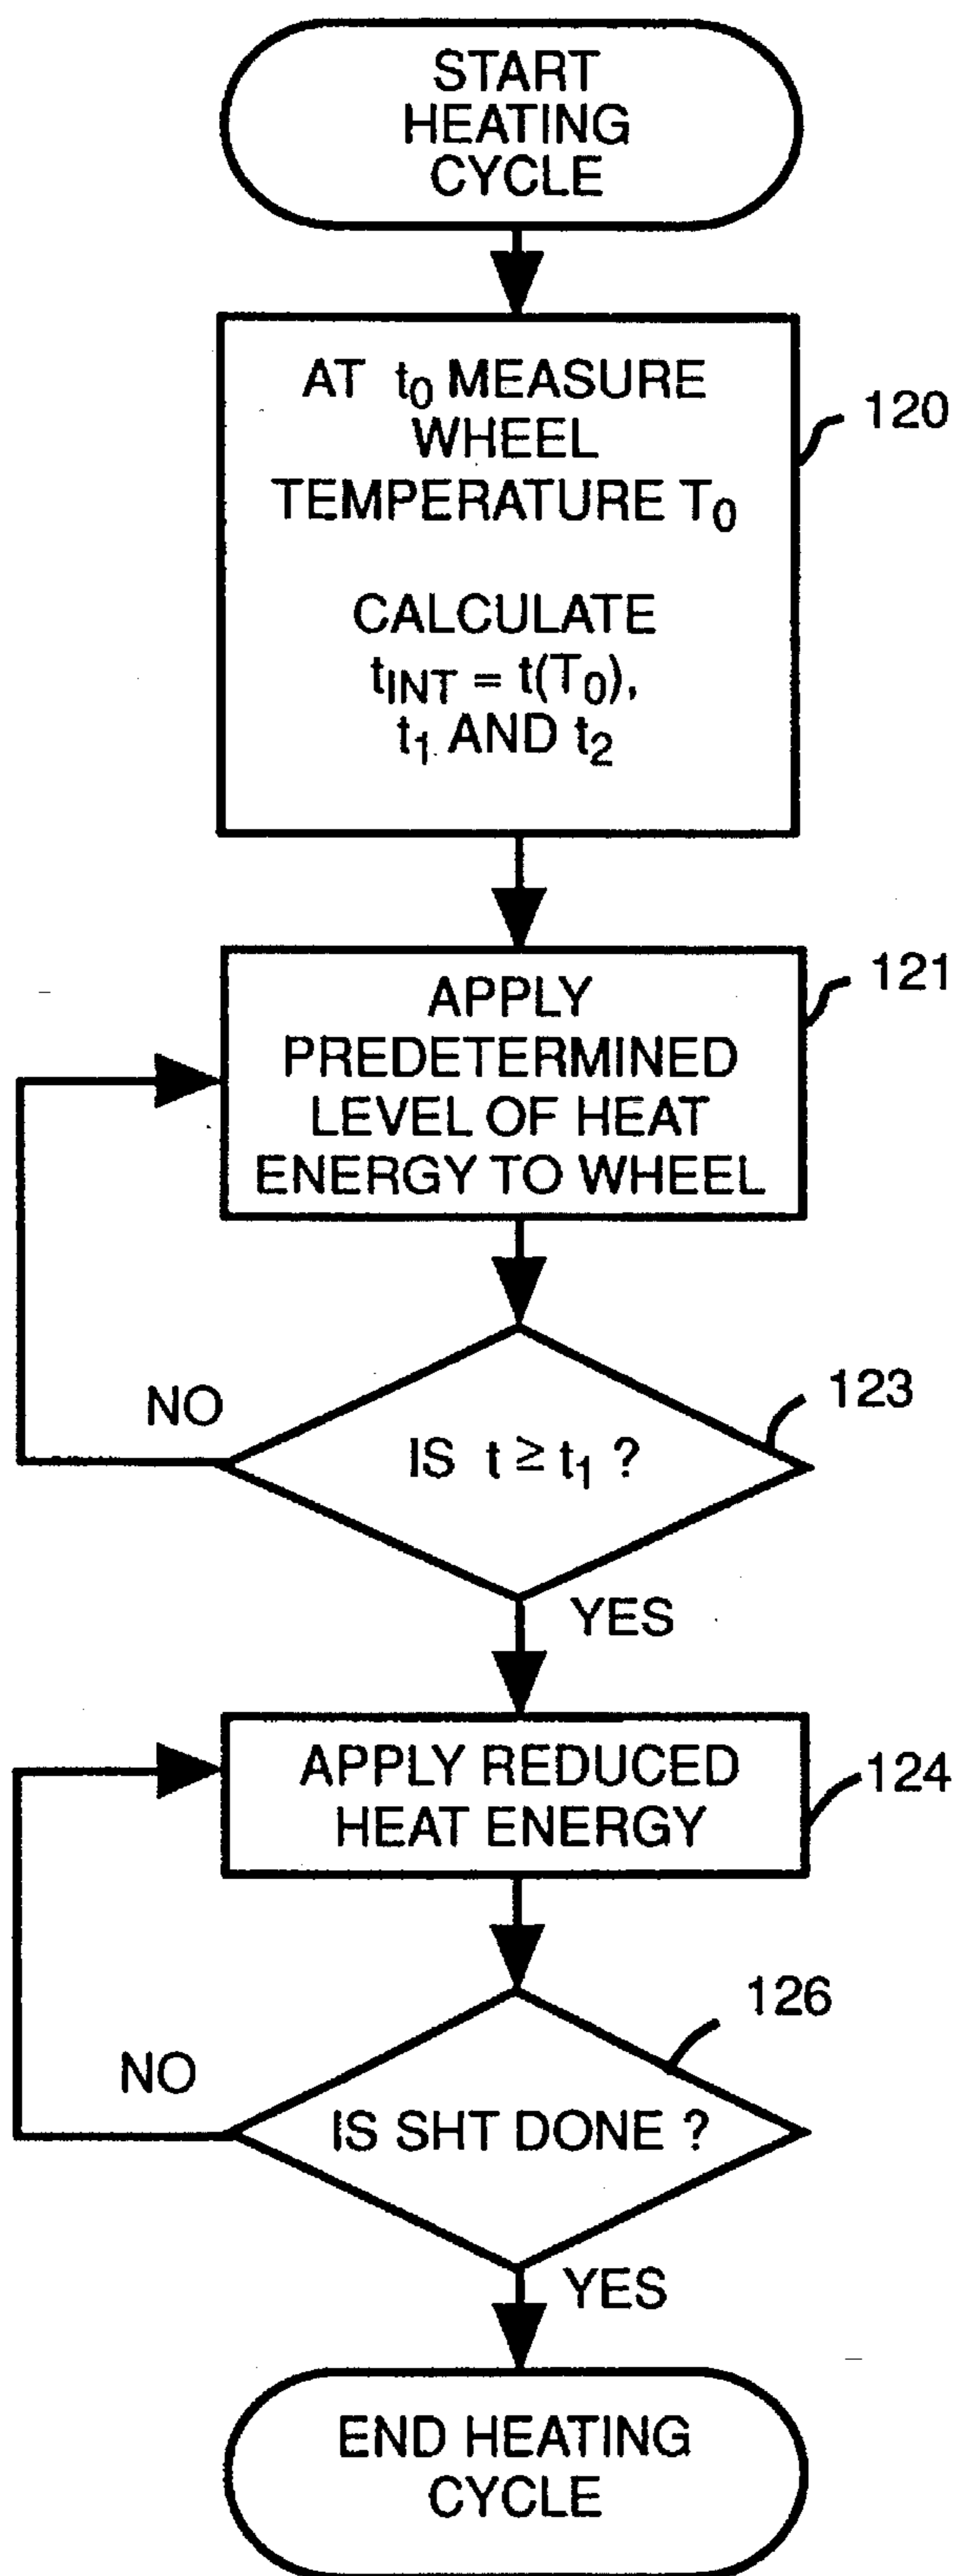 START
HEATING
CYCLE
AT t₀ MEASURE
WHEEL
TEMPERATURE T₀
120
CALCULATE
t_INT = t(T₀),
t₁ AND t₂
APPLY
PREDETERMINED
LEVEL OF HEAT
ENERGY TO WHEEL
121
IS t ≥ t₁ ?
123
NO
YES
APPLY REDUCED
HEAT ENERGY
124
IS SHT DONE ?
126
NO
YES
END HEATING
CYCLE